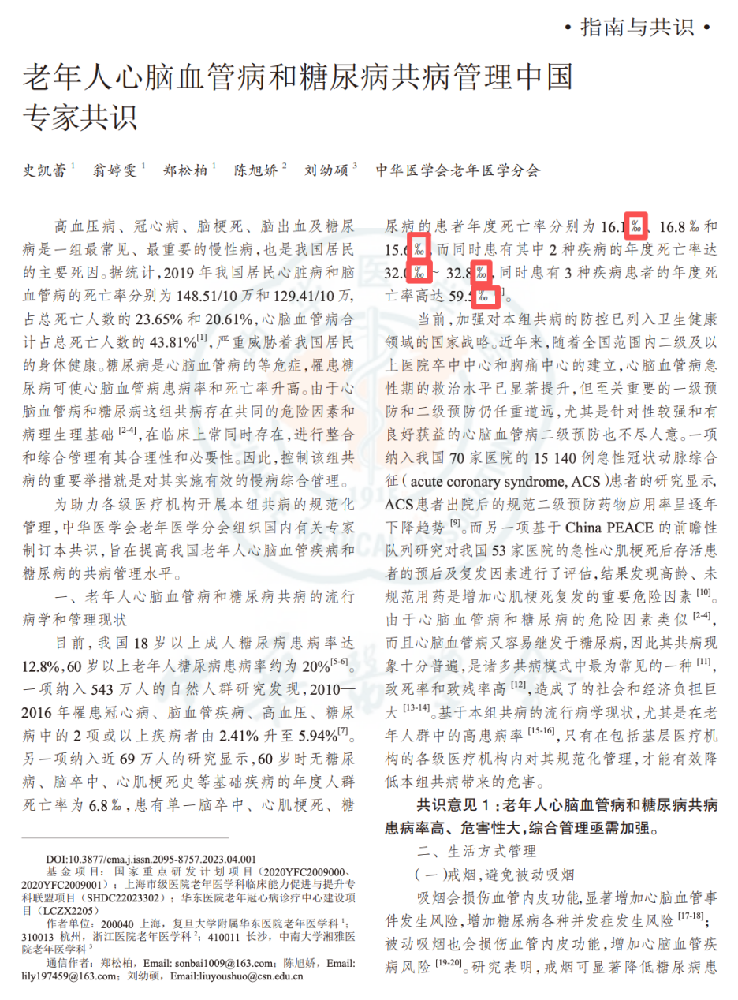 ·指南与共识·
老年人心脑血管病和糖尿病共病管理中国
专家共识
史凯蕾1 翁婷雯1 郑松柏1 陈旭娇2 刘幼硕3 中华医学会老年医学分会
高血压病、冠心病、脑梗死、脑出血及糖尿
病是一组最常见、最重要的慢性病,也是我国居民
的主要死因。据统计,2019年我国居民心脏病和脑
血管病的死亡率分别为148.51/10万和129.41/10万,
占总死亡人数的23.65%和20.61%,心脑血管病合
计占总死亡人数的43.81%[1],严重威胁着我国居民
的身体健康。糖尿病是心脑血管病的等危症,罹患糖
尿病可使心脑血管病患病率和死亡率升高。由于心
脑血管病和糖尿病这组共病存在共同的危险因素和
病理生理基础[2-4],在临床上常同时存在,进行整合
和综合管理有其合理性和必要性。因此,控制该组共
病的重要举措就是对其实施有效的慢病综合管理。
为助力各级医疗机构开展本组共病的规范化
管理,中华医学会老年医学分会组织国内有关专家
制订本共识,旨在提高我国老年人心脑血管疾病和
糖尿病的共病管理水平。
一、老年人心脑血管病和糖尿病共病的流行
病学和管理现状
目前,我国18岁以上成人糖尿病患病率达
12.8%,60岁以上老年人糖尿病患病率约为20%[5-6]。
一项纳入543万人的自然人群研究发现,2010—
2016年罹患冠心病、脑血管疾病、高血压、糖尿
病中的2项或以上疾病者由2.41%升至5.94%[7]。
另一项纳入近69万人的研究显示,60岁时无糖尿
病、脑卒中、心肌梗死史等基础疾病的年度人群
死亡率为6.8‰,患有单一脑卒中、心肌梗死、糖
DOI:10.3877/cma.j.issn.2095-8757.2023.04.001
基金项目:国家重点研发计划项目(2020YFC2009000、
2020YFC2009001);上海市级医院老年医学科临床能力促进与提升专
科联盟项目(SHDC22023302);华东医院老年冠心病诊疗中心建设项
目(LCZX2205)
作者单位:200040 上海,复旦大学附属华东医院老年医学科1;
310013 杭州,浙江医院老年医学科2;410011 长沙,中南大学湘雅医
院老年医学科3
通信作者:郑松柏,Email: sonbai1009@163.com;陈旭娇,Email:
lily197459@163.com;刘幼硕,Email:liuyoushuo@csn.edu.cn
尿病的患者年度死亡率分别为16.1‰、16.8‰和
15.6‰,而同时患有其中2种疾病的年度死亡率达
32.0‰~32.8‰,同时患有3种疾病患者的年度死
亡率高达59.5‰[8]。
当前,加强对本组共病的防控已列入卫生健康
领域的国家战略。近年来,随着全国范围内二级及以
上医院卒中中心和胸痛中心的建立,心脑血管病急
性期的救治水平已显著提升,但至关重要的一级预
防和二级预防仍任重道远,尤其是针对性较强和有
良好获益的心脑血管病二级预防也不尽人意。一项
纳入我国70家医院的15 140例急性冠状动脉综合
征(acute coronary syndrome, ACS)患者的研究显示,
ACS患者出院后的规范二级预防药物应用率呈逐年
下降趋势[9]。而另一项基于China PEACE的前瞻性
队列研究对我国53家医院的急性心肌梗死后存活患
者的预后及复发因素进行了评估,结果发现高龄、未
规范用药是增加心肌梗死复发的重要危险因素[10]。
由于心脑血管病和糖尿病的危险因素类似[2-4],
而且心脑血管病又容易继发于糖尿病,因此其共病现
象十分普遍,是诸多共病模式中最为常见的一种[11],
致死率和致残率高[12],造成了的社会和经济负担巨
大[13-14]。基于本组共病的流行病学现状,尤其是在老
年人群中的高患病率[15-16],只有在包括基层医疗机
构的各级医疗机构内对其规范化管理,才能有效降
低本组共病带来的危害。
共识意见1:老年人心脑血管病和糖尿病共病
患病率高、危害性大,综合管理亟需加强。
二、生活方式管理
(一)戒烟,避免被动吸烟
吸烟会损伤血管内皮功能,显著增加心脑血管事
件发生风险,增加糖尿病各种并发症发生风险[17-18];
被动吸烟也会损伤血管内皮功能,增加心脑血管疾
病风险[19-20]。研究表明,戒烟可显著降低糖尿病患